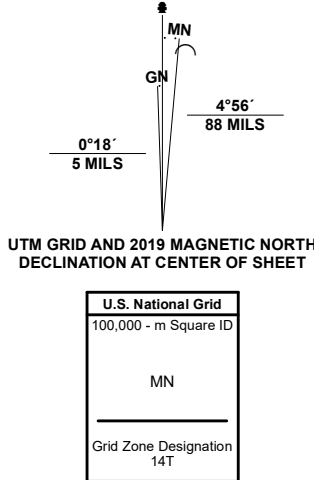 MN
GN
4°56´
88 MILS
0°18´
5 MILS
UTM GRID AND 2019 MAGNETIC NORTH
DECLINATION AT CENTER OF SHEET
U.S. National Grid
100,000 - m Square ID
MN
Grid Zone Designation
14T